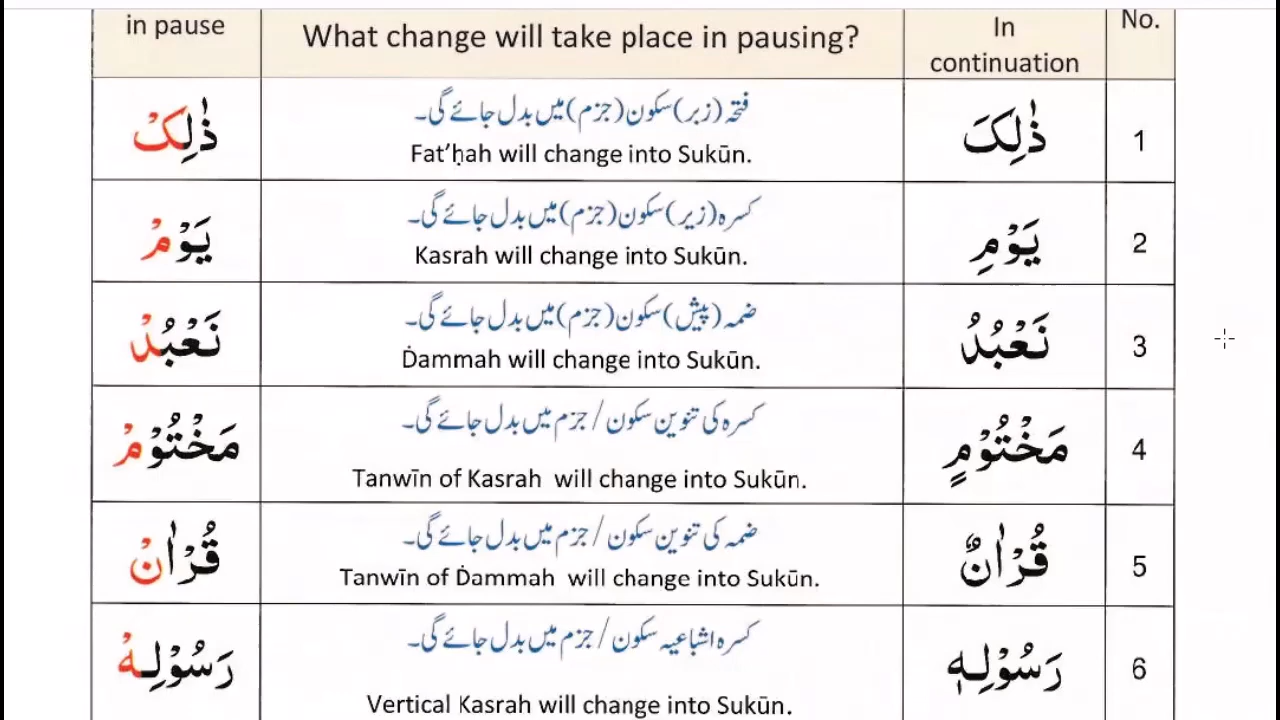 in pause
What change will take place in pausing?
In
continuation
No.
ذٰلِكْ
فتحہ (زبر) سکون (جزم) میں بدل جائے گی۔
Fat’ḥah will change into Sukūn.
ذٰلِكَ
1
يَوْمْ
کسرہ (زیر) سکون (جزم) میں بدل جائے گی۔
Kasrah will change into Sukūn.
يَوْمِ
2
نَعْبُدْ
ضمہ (پیش) سکون (جزم) میں بدل جائے گی۔
Ḋammah will change into Sukūn.
نَعْبُدُ
3
مَخْتُوْمْ
کسرہ کی تنوین سکون / جزم میں بدل جائے گی۔
Tanwīn of Kasrah will change into Sukūn.
مَخْتُوْمٍ
4
قُرْاٰنْ
ضمہ کی تنوین سکون / جزم میں بدل جائے گی۔
Tanwīn of Ḋammah will change into Sukūn.
قُرْاٰنٌ
5
رَسُوْلِهْ
کسرہ اشباعیہ سکون / جزم میں بدل جائے گی۔
Vertical Kasrah will change into Sukūn.
رَسُوْلِهٖ
6